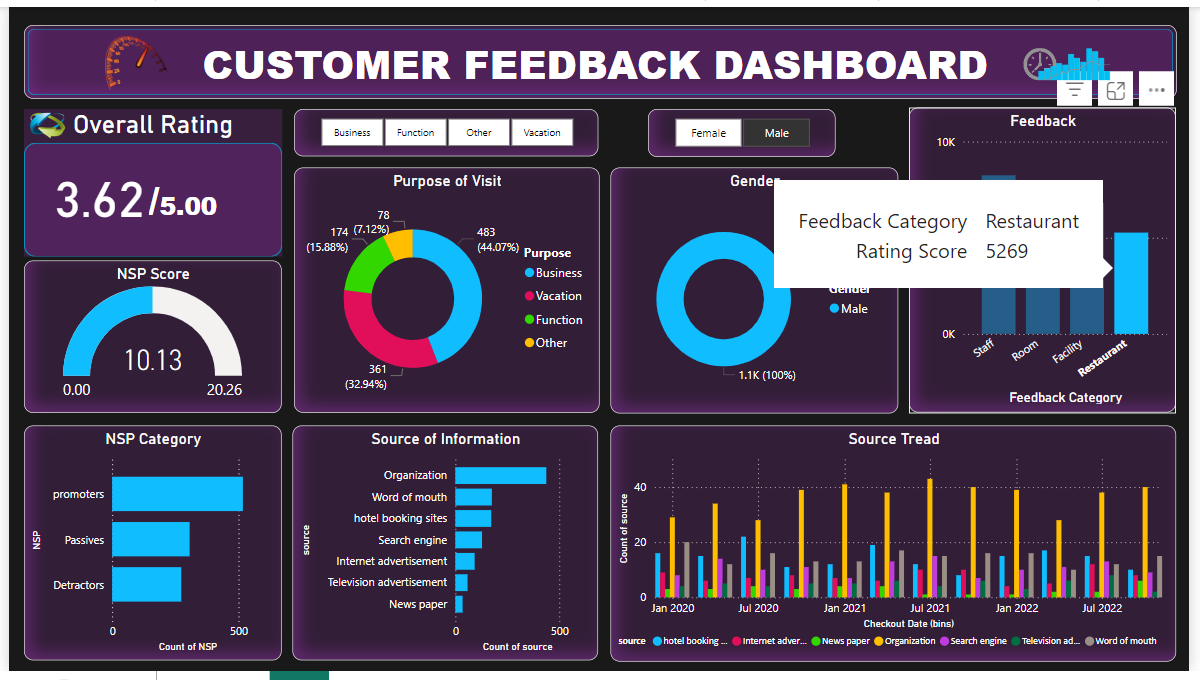 CUSTOMER FEEDBACK DASHBOARD
Overall Rating
3.62/5.00
Business
Function
Other
Vacation
Female
Male
NSP Score
10.13
0.00
20.26
Purpose of Visit
78
(7.12%)
174
(15.88%)
483
(44.07%)
361
(32.94%)
Purpose
Business
Vacation
Function
Other
Gender
Gender
Male
1.1K (100%)
Feedback
10K
0K
Staff
Room
Facility
Restaurant
Feedback Category
Feedback Category Restaurant
Rating Score 5269
NSP Category
NSP
promoters
Passives
Detractors
0
500
Count of NSP
Source of Information
source
Organization
Word of mouth
hotel booking sites
Search engine
Internet advertisement
Television advertisement
News paper
0
500
Count of source
Source Tread
Count of source
40
20
0
Jan 2020
Jul 2020
Jan 2021
Jul 2021
Jan 2022
Jul 2022
Checkout Date (bins)
source hotel booking ... Internet adver... News paper Organization Search engine Television ad... Word of mouth